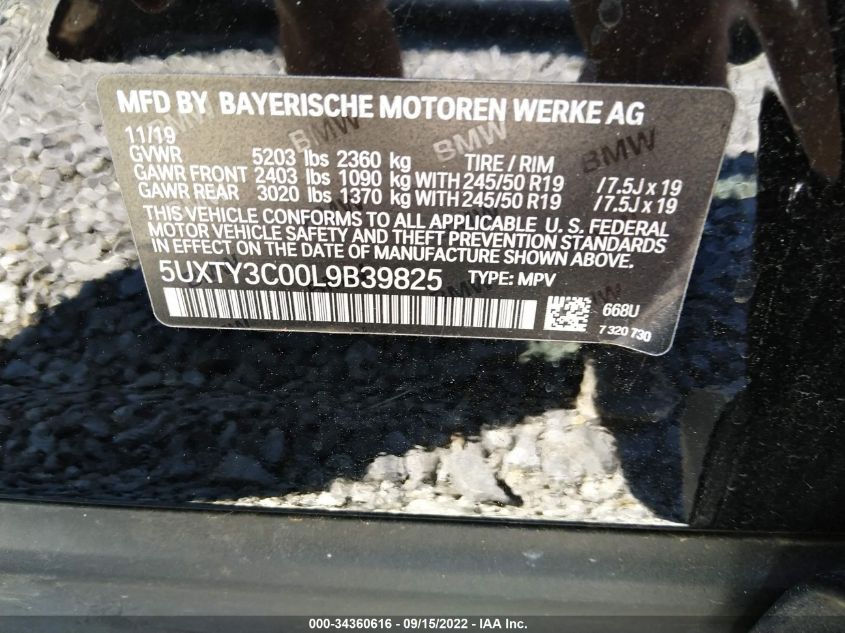 MFD BY BAYERISCHE MOTOREN WERKE AG
11/19
GVWR 5203 lbs 2360 kg TIRE / RIM
GAWR FRONT 2403 lbs 1090 kg WITH 245/50 R19 / 7.5J x 19
GAWR REAR 3020 lbs 1370 kg WITH 245/50 R19 / 7.5J x 19
THIS VEHICLE CONFORMS TO ALL APPLICABLE U. S. FEDERAL
MOTOR VEHICLE SAFETY AND THEFT PREVENTION
STANDARDS IN EFFECT ON THE DATE OF
MANUFACTURE SHOWN ABOVE.
5UXTY3C00L9B39825 TYPE: MPV
668U
7 320 730
BMW
BMW
BMW
000-34360616 - 09/15/2022 - IAA Inc.